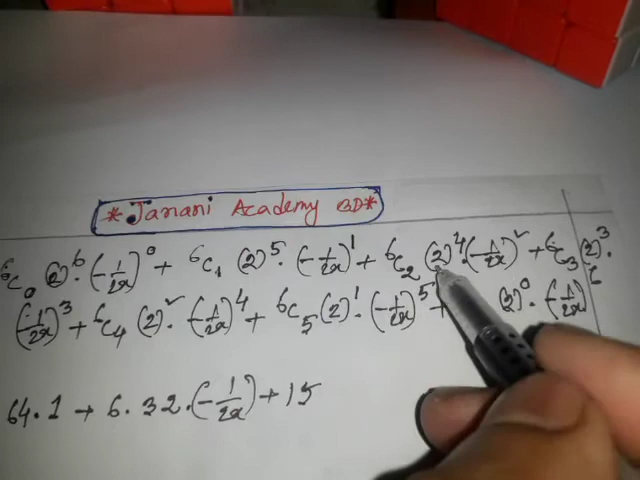 *Janani Academy BD*
⁶C₀ (2)⁶·(-1/2x)⁰ + ⁶C₁ (2)⁵·(-1/2x)¹ + ⁶C₂ (2)⁴·(-1/2x)² + ⁶C₃ (2)³·
(-1/2x)³ + ⁶C₄ (2)²·(-1/2x)⁴ + ⁶C₅ (2)¹·(-1/2x)⁵ + (2)⁰·(-1/2x)⁶
64·1 + 6·32·(-1/2x) + 15